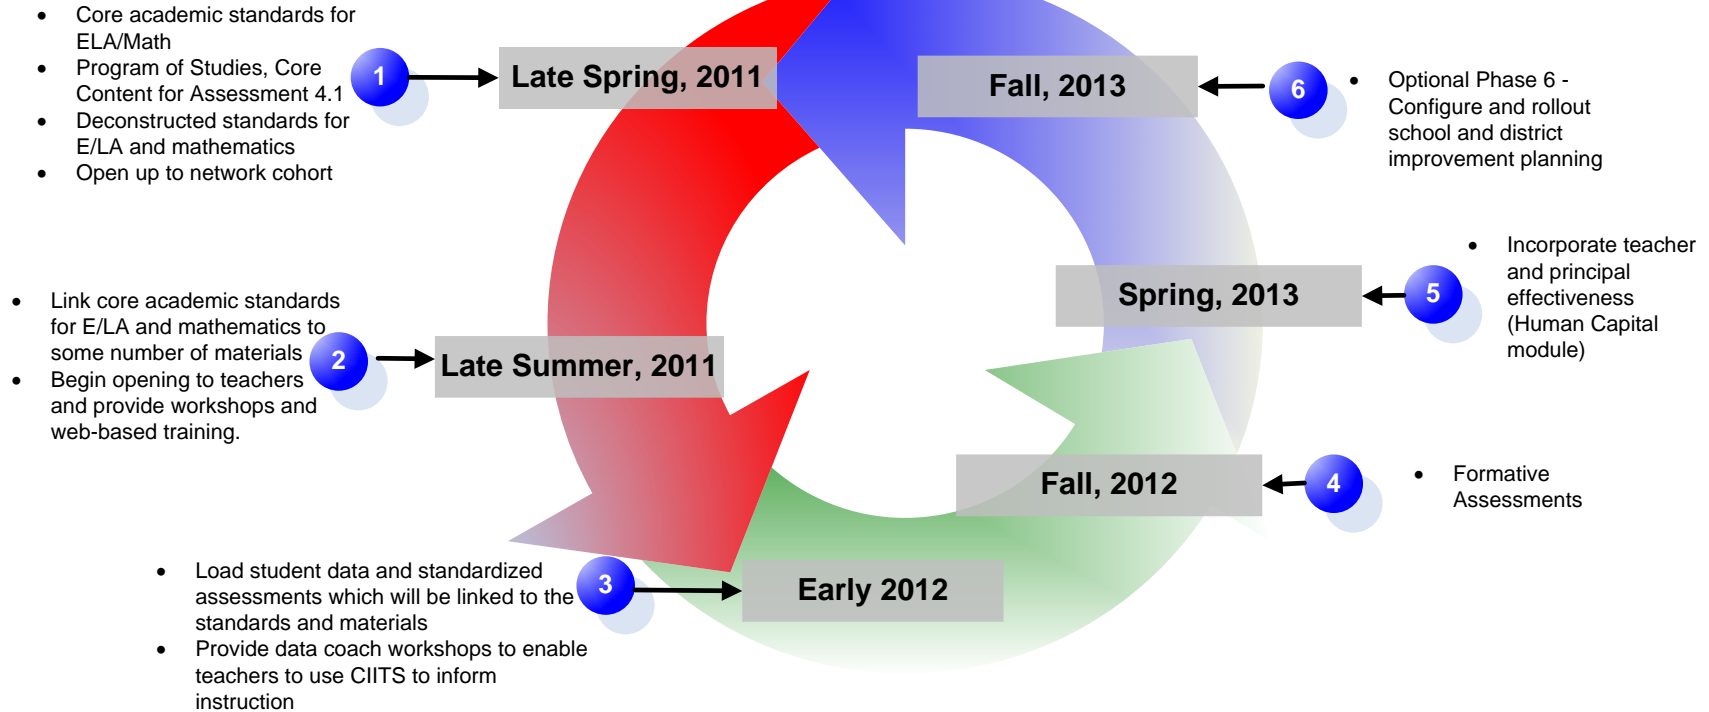 • Core academic standards for
ELA/Math
• Program of Studies, Core
Content for Assessment 4.1
• Deconstructed standards for
E/LA and mathematics
• Open up to network cohort
1
Late Spring, 2011
• Link core academic standards
for E/LA and mathematics to
some number of materials
• Begin opening to teachers
and provide workshops and
web-based training.
2
Late Summer, 2011
• Load student data and standardized
assessments which will be linked to the
standards and materials
• Provide data coach workshops to enable
teachers to use CIITS to inform
instruction
3
Early 2012
Fall, 2012
4
• Formative
Assessments
Spring, 2013
5
• Incorporate teacher
and principal
effectiveness
(Human Capital
module)
Fall, 2013
6
• Optional Phase 6 -
Configure and rollout
school and district
improvement planning